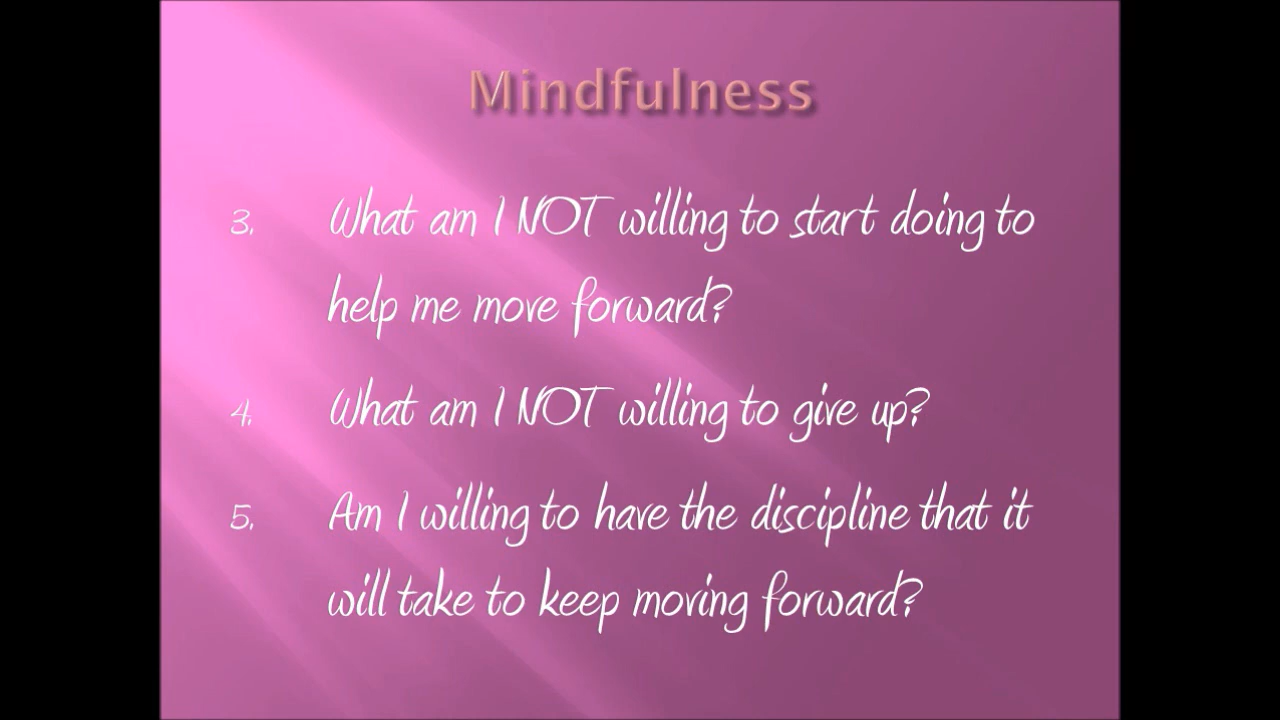 Mindfulness
3. What am I NOT willing to start doing to
help me move forward?
4. What am I NOT willing to give up?
5. Am I willing to have the discipline that it
will take to keep moving forward?